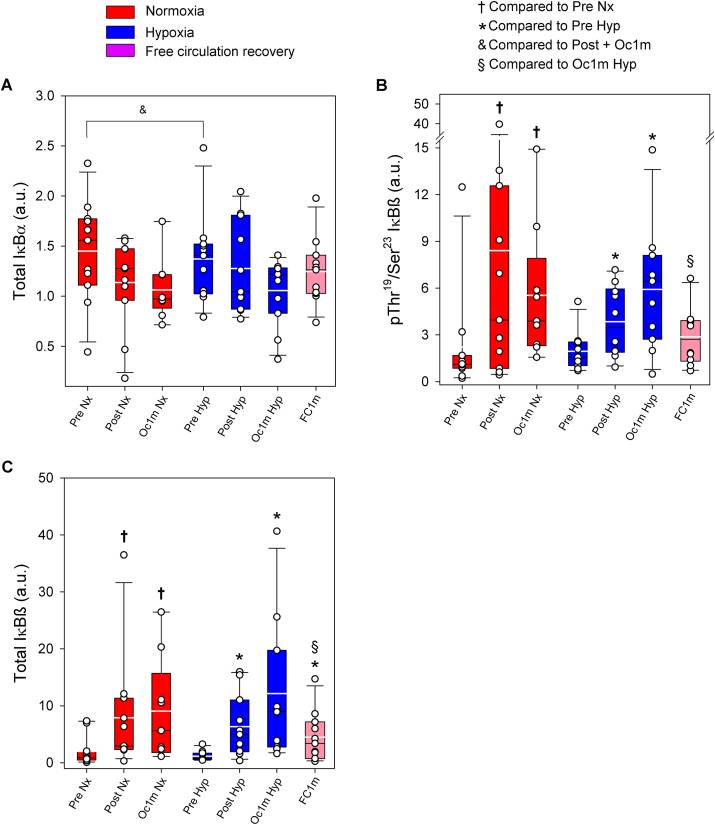 Normoxia
Hypoxia
Free circulation recovery
† Compared to Pre Nx
* Compared to Pre Hyp
& Compared to Post + Oc1m
§ Compared to Oc1m Hyp
A
Total IκBα (a.u.)
3.0
2.5
2.0
1.5
1.0
0.5
&
Pre Nx
Post Nx
Oc1m Nx
Pre Hyp
Post Hyp
Oc1m Hyp
FC1m
B
pThr19/Ser23 IκBß (a.u.)
50
40
30
15
12
9
6
3
0
†
†
*
*
§
Pre Nx
Post Nx
Oc1m Nx
Pre Hyp
Post Hyp
Oc1m Hyp
FC1m
C
Total IκBß (a.u.)
50
40
30
20
10
0
†
†
*
*
§
*
Pre Nx
Post Nx
Oc1m Nx
Pre Hyp
Post Hyp
Oc1m Hyp
FC1m